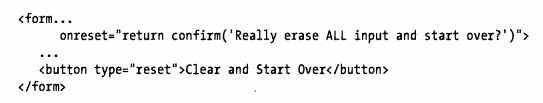 <form...
onreset="return confirm('Really erase ALL input and start over?')">
...
<button type="reset">Clear and Start Over</button>
</form>